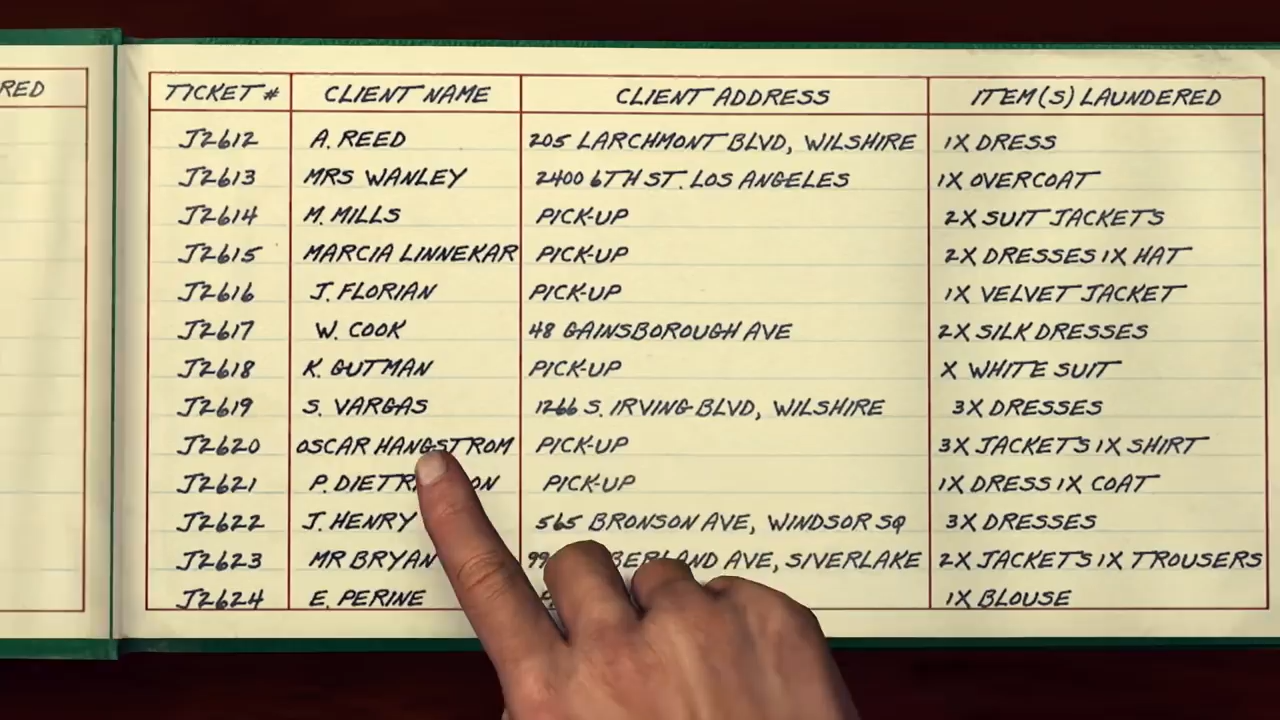 RED
TICKET # CLIENT NAME CLIENT ADDRESS ITEM(S) LAUNDERED
J2612 A. REED 205 LARCHMONT BLVD, WILSHIRE 1X DRESS
J2613 MRS WANLEY 2400 6TH ST. LOS ANGELES 1X OVERCOAT
J2614 M. MILLS PICK-UP 2X SUIT JACKETS
J2615 MARCIA LINNEKAR PICK-UP 2X DRESSES 1X HAT
J2616 J. FLORIAN PICK-UP 1X VELVET JACKET
J2617 W. COOK 48 GAINSBOROUGH AVE 2X SILK DRESSES
J2618 K. GUTMAN PICK-UP X WHITE SUIT
J2619 S. VARGAS 1266 S. IRVING BLVD, WILSHIRE 3X DRESSES
J2620 OSCAR HANGSTROM PICK-UP 3X JACKETS 1X SHIRT
J2621 P. PICK-UP 1X DRESS 1X COAT
J2622 J. HENRY 565 BRONSON AVE, WINDSOR SQ 3X DRESSES
J2623 MR BRYAN AVE, SIVERLAKE 2X JACKETS 1X TROUSERS
J2624 E. PERINE 1X BLOUSE